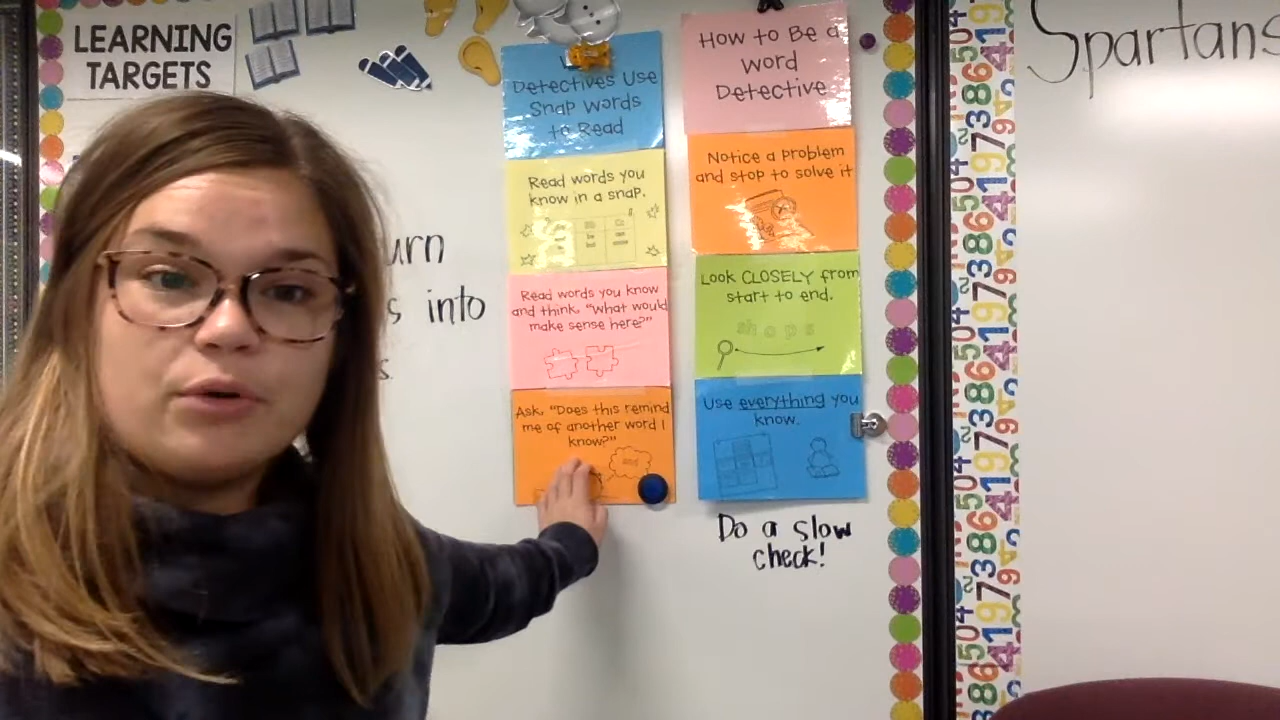 LEARNING
TARGETS
urn
s into
s.
Detectives Use
Snap Words
to Read
Read words you
know in a snap.
Read words you know
and think, "What would
make sense here?"
Ask, "Does this remind
me of another word I
know?"
and
How to Be a
Word
Detective
Notice a problem
and stop to solve it
Look CLOSELY from
start to end.
sh o p s
Use everything you
know.
Do a slow
check!
Spartans